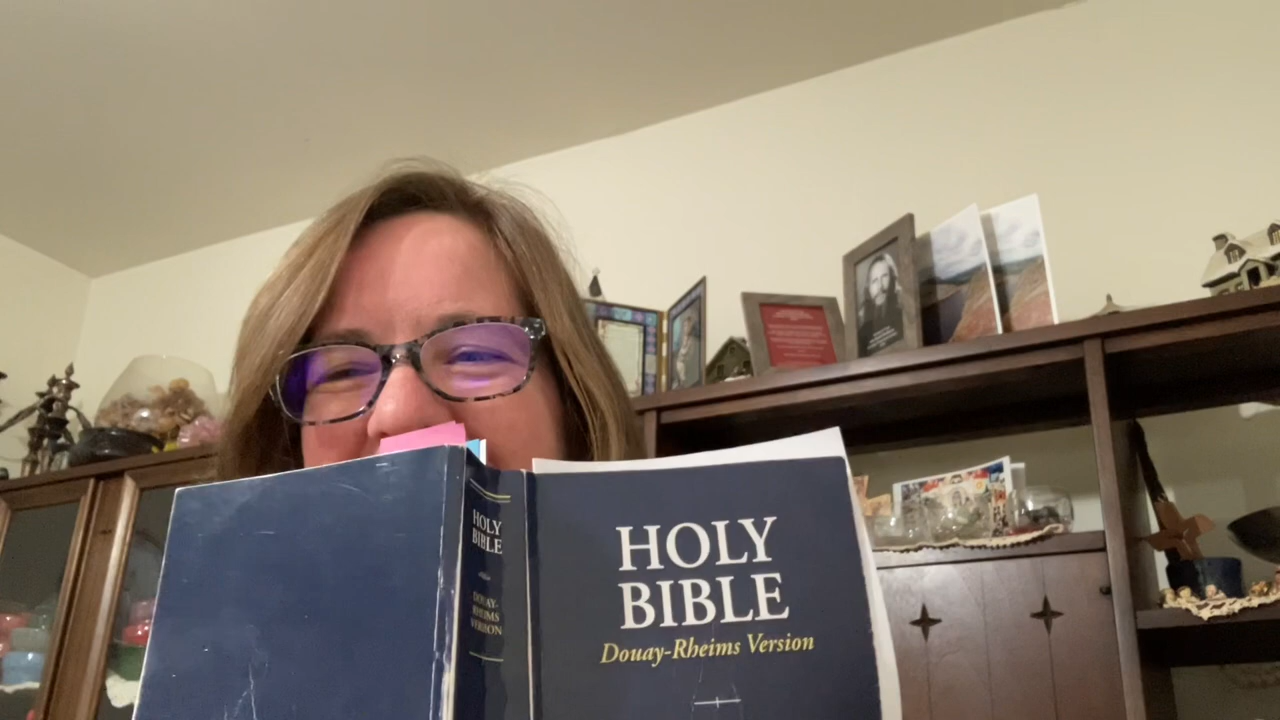 HOLY
BIBLE
DOUAY-
RHEIMS
VERSION
HOLY
BIBLE
Douay-Rheims Version